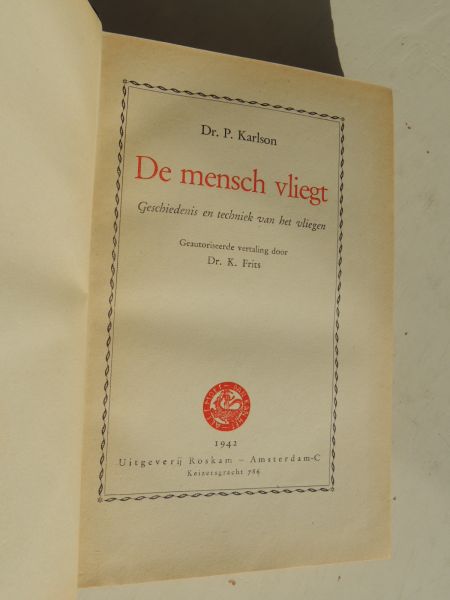 Dr. P. Karlson
De mensch vliegt
Geschiedenis en techniek van het vliegen
Geautoriseerde vertaling door
Dr. K. Frits
1942
Uitgeverij Roskam – Amsterdam-C
Keizersgracht 786